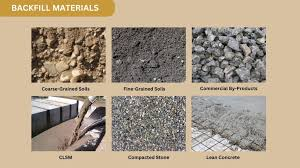 BACKFILL MATERIALS
Coarse-Grained Soils
Fine-Grained Soils
Commercial By-Products
CLSM
Compacted Stone
Lean Concrete